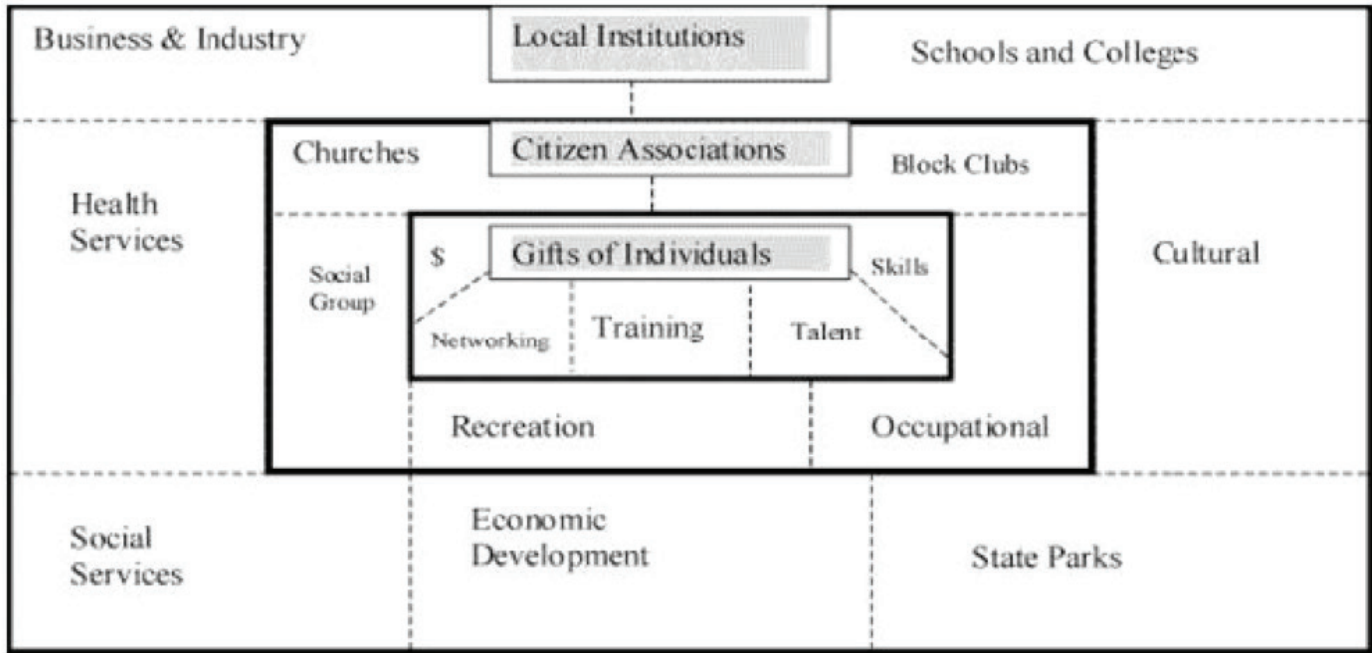 Business & Industry
Local Institutions
Schools and Colleges
Churches
Citizen Associations
Block Clubs
Health
Services
Cultural
Social
Group
$
Gifts of Individuals
Skills
Networking
Training
Talent
Recreation
Occupational
Social
Services
Economic
Development
State Parks